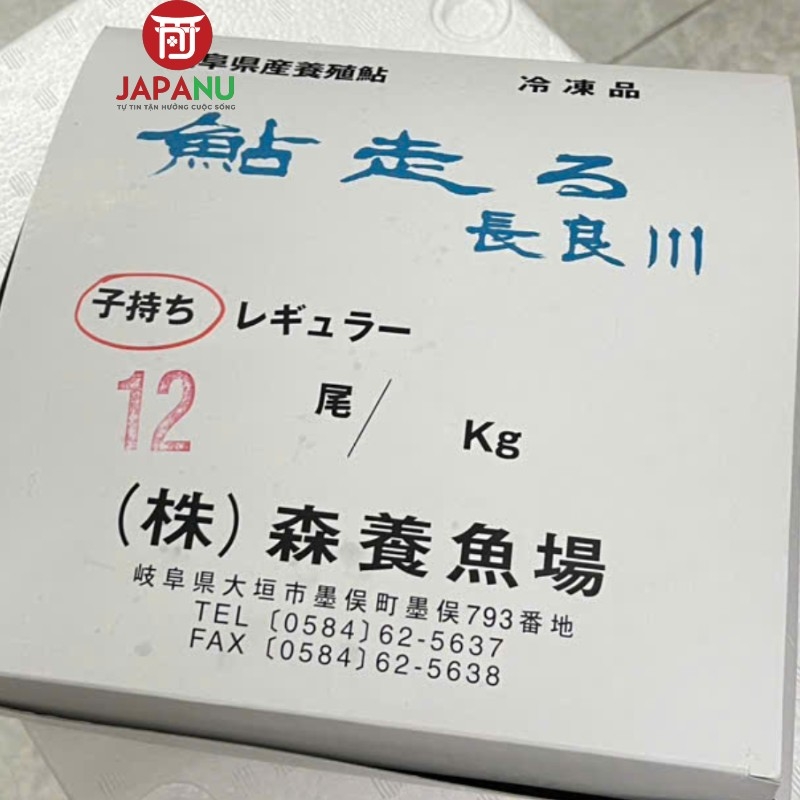 JAPANU
TỰ TIN TẬN HƯỞNG CUỘC SỐNG
阜県産養殖鮎
冷凍品
鮎走る
長良川
子持ち レギュラー
12 尾/ Kg
(株)森養魚場
岐阜県大垣市墨俣町墨俣793番地
TEL〔0584〕62-5637
FAX〔0584〕62-5638